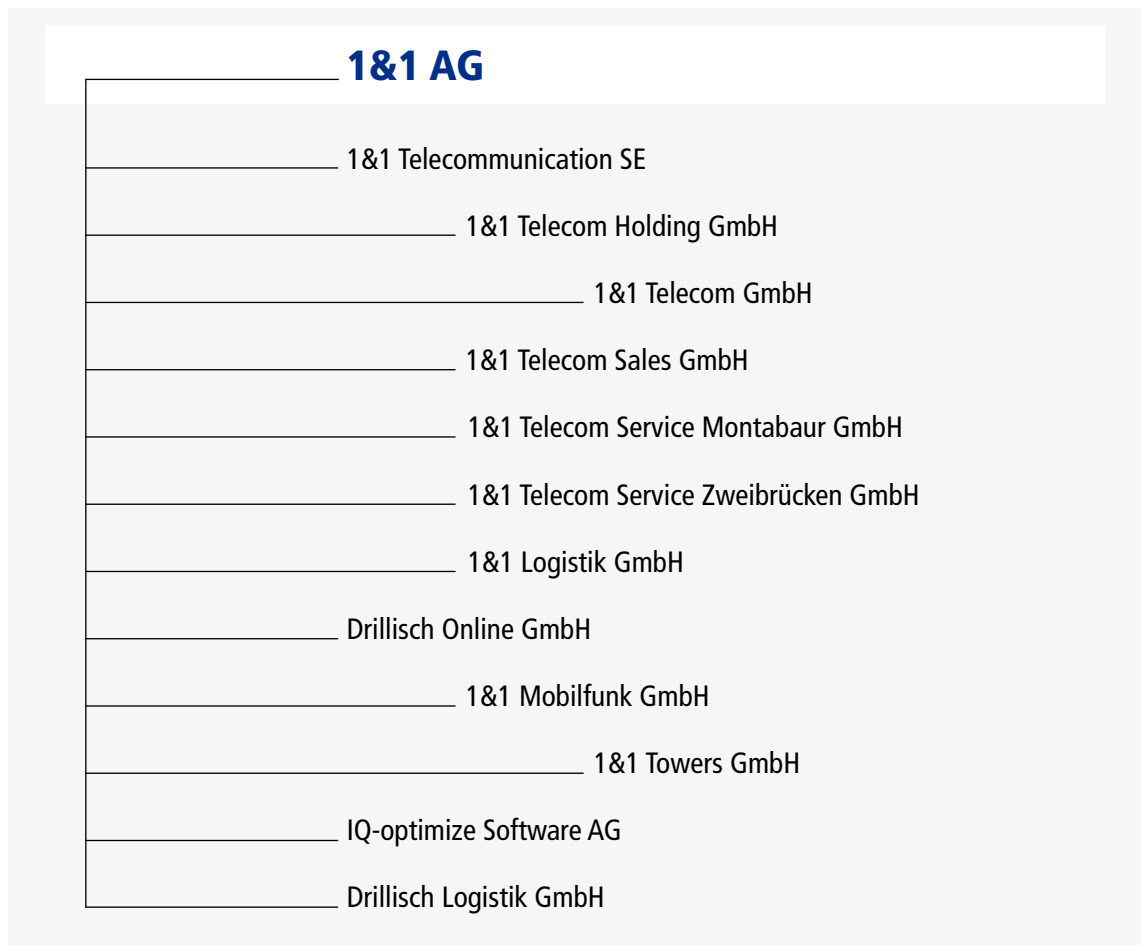 1&1 AG
1&1 Telecommunication SE
1&1 Telecom Holding GmbH
1&1 Telecom GmbH
1&1 Telecom Sales GmbH
1&1 Telecom Service Montabaur GmbH
1&1 Telecom Service Zweibrücken GmbH
1&1 Logistik GmbH
Drillisch Online GmbH
1&1 Mobilfunk GmbH
1&1 Towers GmbH
IQ-optimize Software AG
Drillisch Logistik GmbH